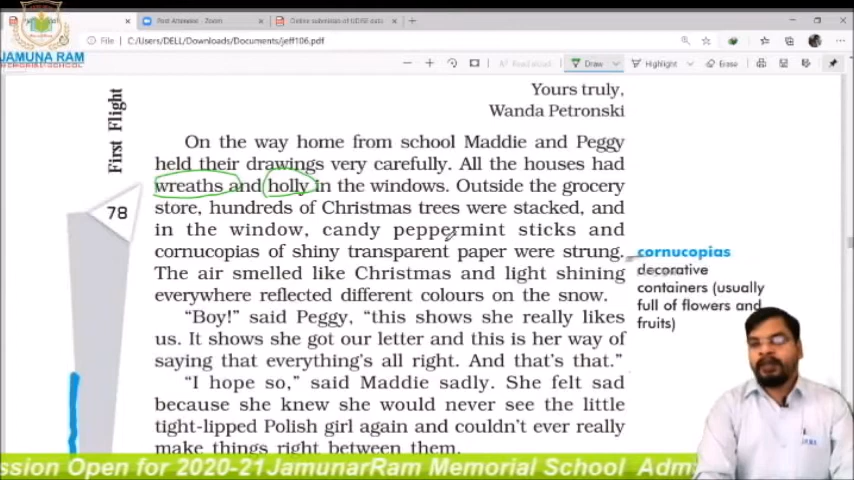 Post Attendee - Zoom
Online submission of UDISE data
File
C:/Users/DELL/Downloads/Documents/jeff106.pdf
JAMUNA RAM
Draw
Highlight
Erase
First Flight
78
Yours truly,
Wanda Petronski
On the way home from school Maddie and Peggy
held their drawings very carefully. All the houses had
wreaths and holly in the windows. Outside the grocery
store, hundreds of Christmas trees were stacked, and
in the window, candy peppermint sticks and
cornucopias of shiny transparent paper were strung.
The air smelled like Christmas and light shining
everywhere reflected different colours on the snow.
"Boy!" said Peggy, "this shows she really likes
us. It shows she got our letter and this is her way of
saying that everything's all right. And that's that."
"I hope so," said Maddie sadly. She felt sad
because she knew she would never see the little
tight-lipped Polish girl again and couldn't ever really
make things right between them.
cornucopias
decorative
containers (usually
full of flowers and
fruits)
ssion Open for 2020-21JamunarRam Memorial School Adm